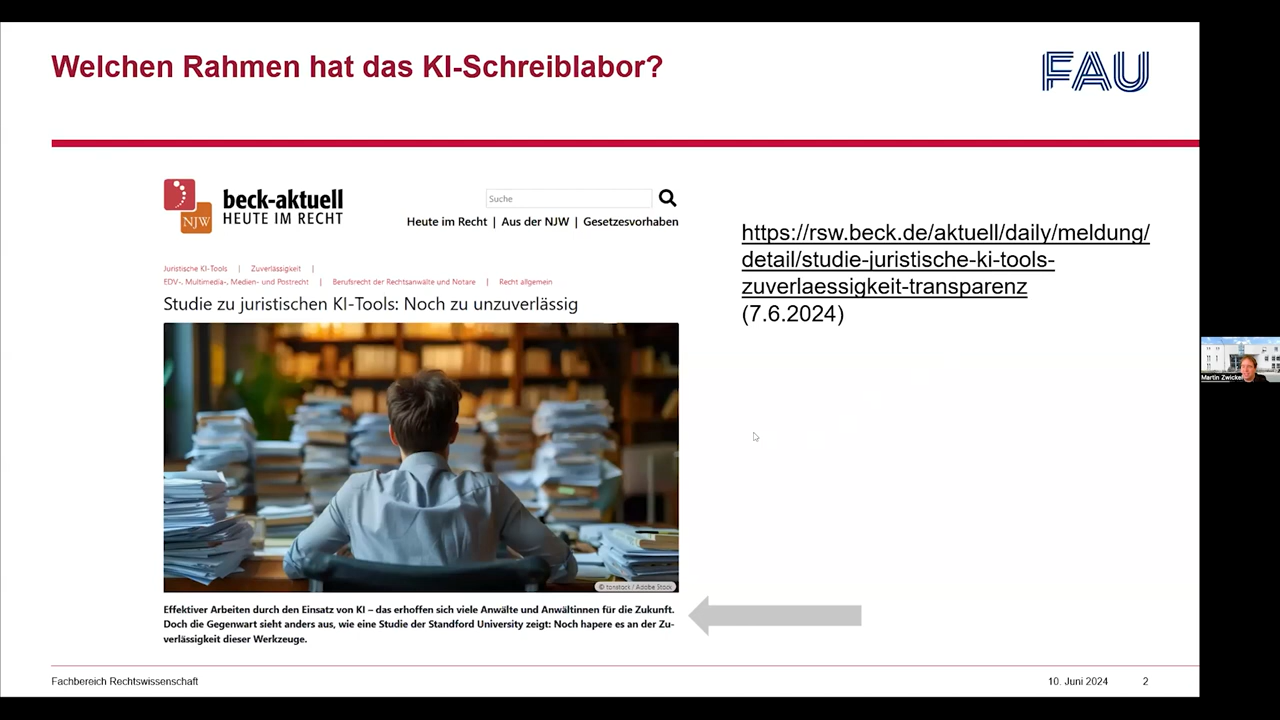 Welchen Rahmen hat das KI-Schreiblabor?
FAU
beck-aktuell
HEUTE IM RECHT
NJW
Suche
Heute im Recht | Aus der NJW | Gesetzesvorhaben
Juristische KI-Tools | Zuverlässigkeit |
EDV-, Multimedia-, Medien- und Postrecht | Berufsrecht der Rechtsanwälte und Notare | Recht allgemein
Studie zu juristischen KI-Tools: Noch zu unzuverlässig
© tonstock / Adobe Stock
Effektiver Arbeiten durch den Einsatz von KI – das erhoffen sich viele Anwälte und Anwältinnen für die Zukunft.
Doch die Gegenwart sieht anders aus, wie eine Studie der Standford University zeigt: Noch hapere es an der Zu-
verlässigkeit dieser Werkzeuge.
https://rsw.beck.de/aktuell/daily/meldung/
detail/studie-juristische-ki-tools-
zuverlaessigkeit-transparenz
(7.6.2024)
Martin Zwickel
Fachbereich Rechtswissenschaft
10. Juni 2024
2